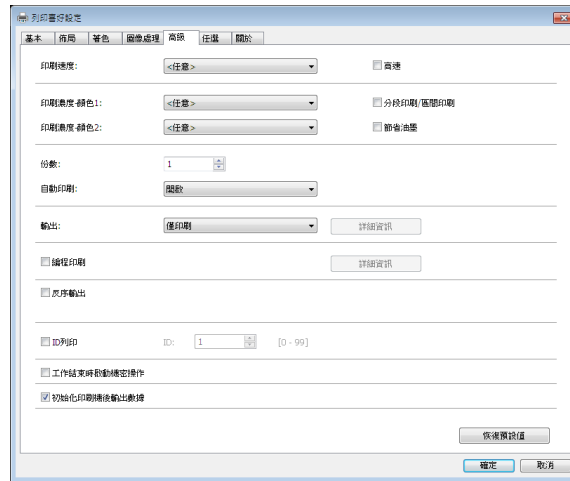 列印喜好設定
基本 佈局 著色 圖像處理 高級 任選 關於
印刷速度: <任意> 高速
印刷濃度-顏色1: <任意> 分段印刷/區間印刷
印刷濃度-顏色2: <任意> 節省油墨
份數: 1
自動印刷: 開啟
輸出: 僅印刷 詳細資訊
編程印刷 詳細資訊
反序輸出
ID列印 ID: 1 [0 - 99]
工作結束時啟動機密操作
初始化印刷機後輸出數據
恢復預設值
確定 取消